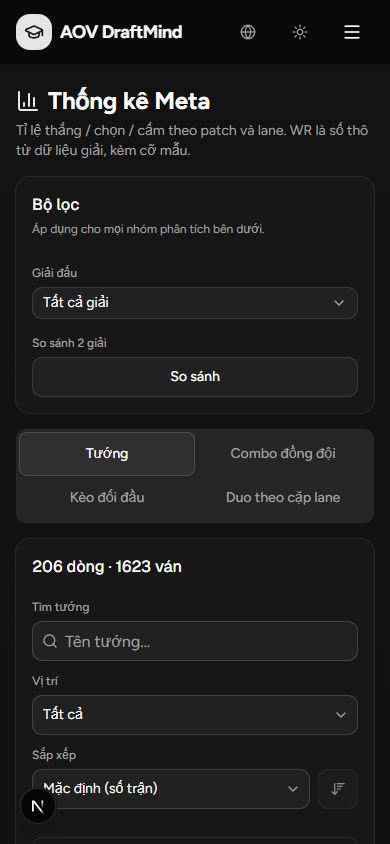 AOV DraftMind
Thống kê Meta
Tỉ lệ thắng / chọn / cấm theo patch và lane. WR là số thô
từ dữ liệu giải, kèm cỡ mẫu.
Bộ lọc
Áp dụng cho mọi nhóm phân tích bên dưới.
Giải đấu
Tất cả giải
So sánh 2 giải
So sánh
Tướng
Combo đồng đội
Kèo đối đầu
Duo theo cặp lane
206 dòng · 1623 ván
Tìm tướng
Tên tướng...
Vị trí
Tất cả
Sắp xếp
Mặc định (số trận)
N